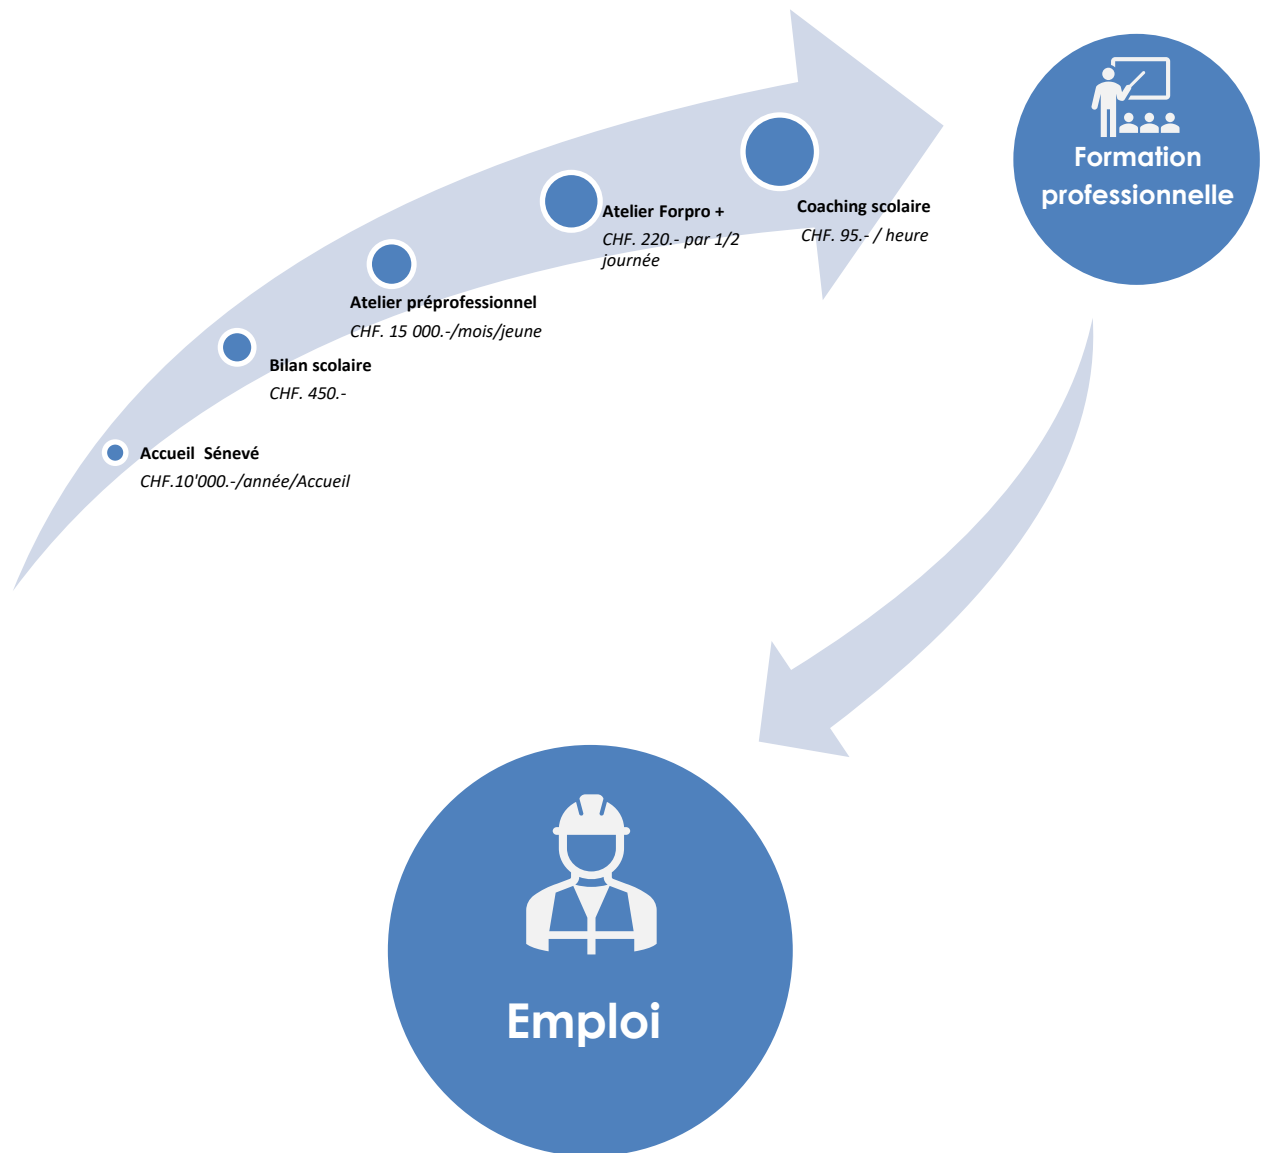 Formation
professionnelle
Coaching scolaire
CHF. 95.- / heure
Atelier Forpro +
CHF. 220.- par 1/2
journée
Atelier préprofessionnel
CHF. 15 000.-/mois/jeune
Bilan scolaire
CHF. 450.-
Accueil  Sénevé
CHF.10'000.-/année/Accueil
Emploi